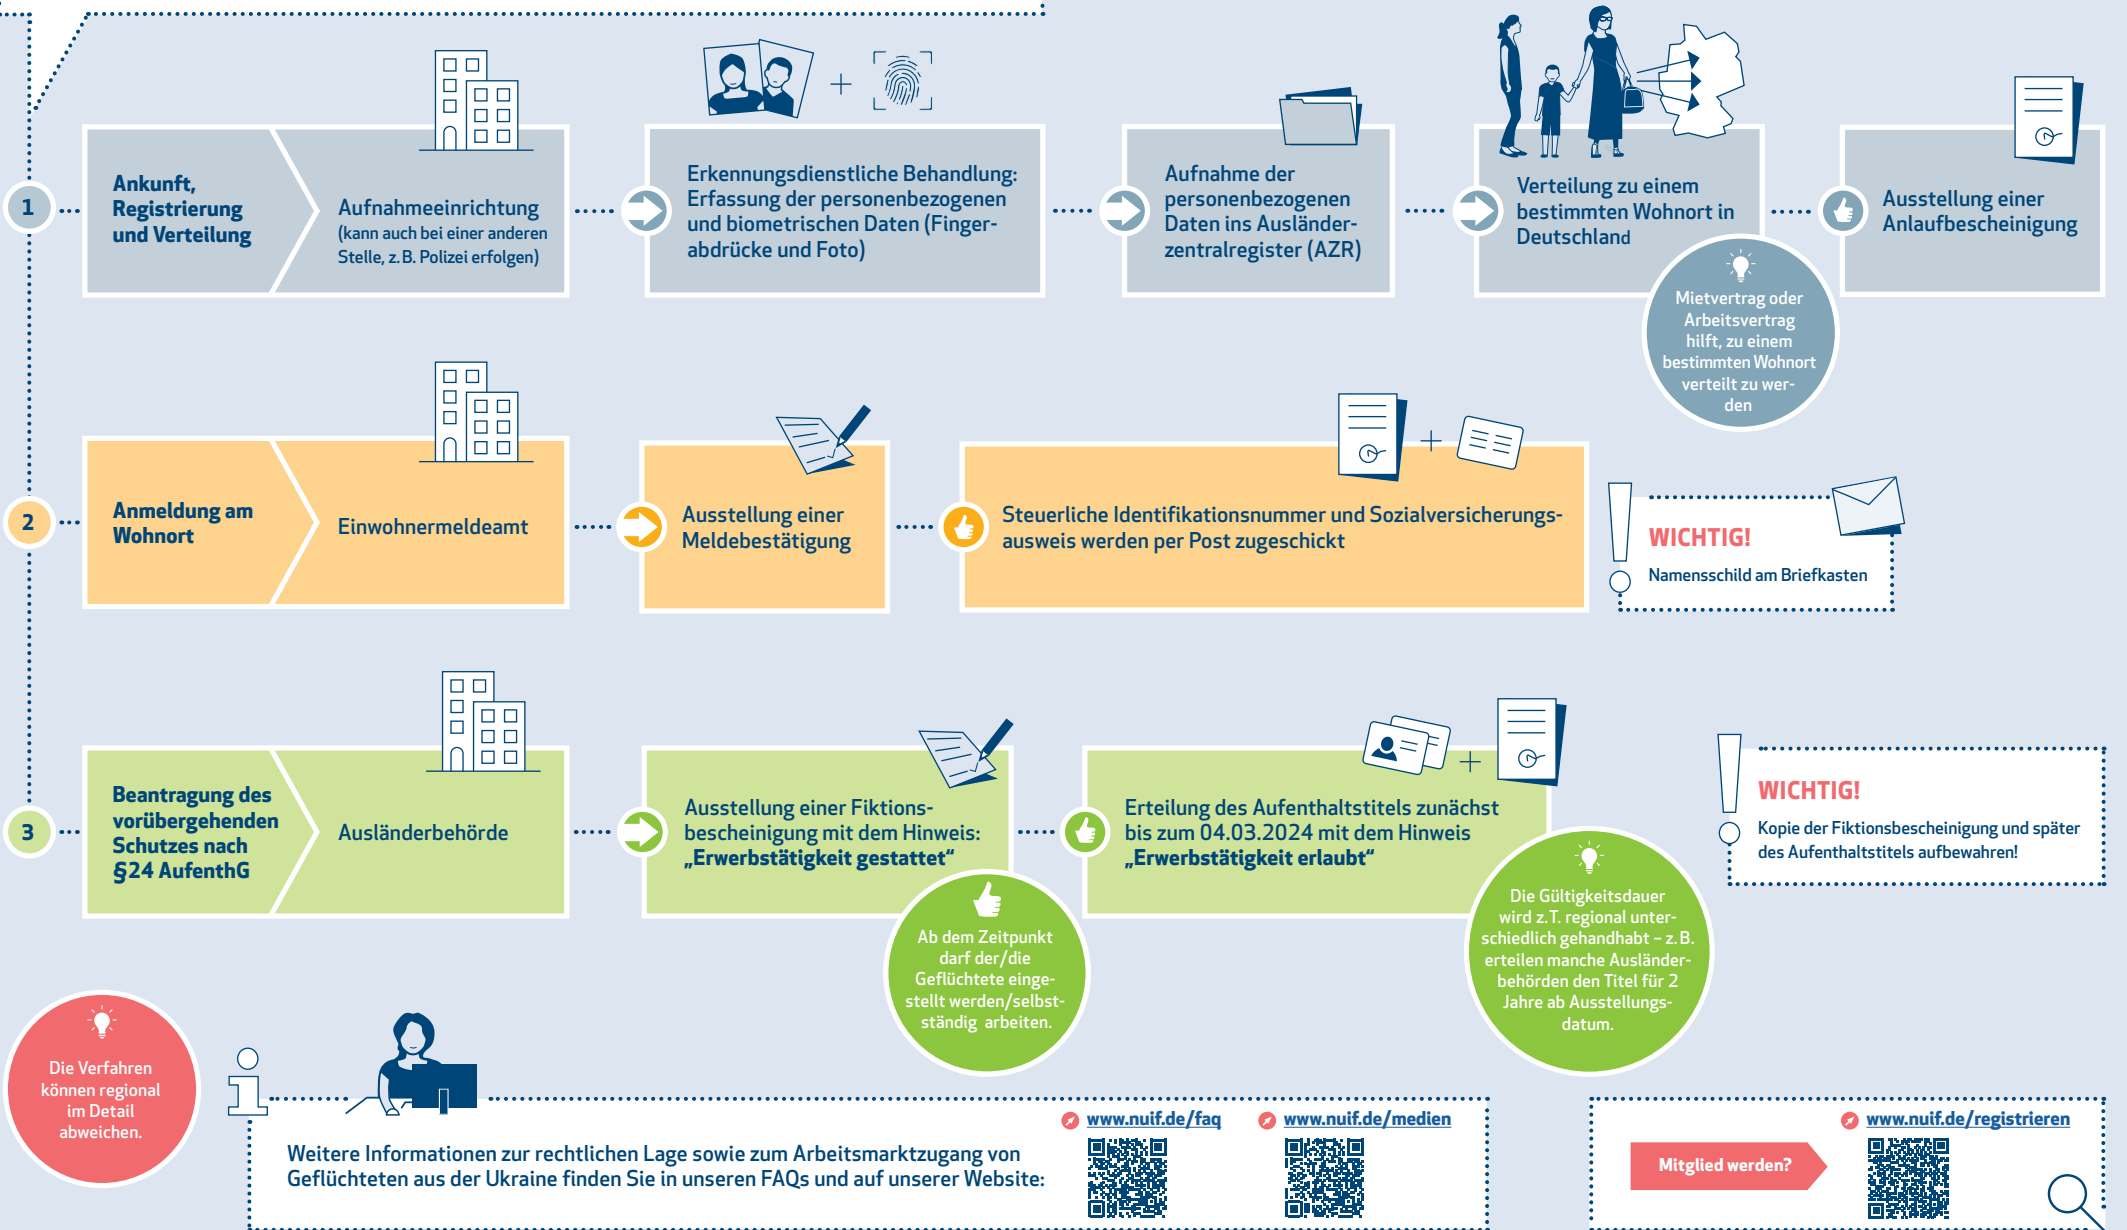 1
Ankunft,
Registrierung
und Verteilung
Aufnahmeeinrichtung
(kann auch bei einer anderen
Stelle, z. B. Polizei erfolgen)
Erkennungsdienstliche Behandlung:
Erfassung der personenbezogenen
und biometrischen Daten (Finger-
abdrücke und Foto)
Aufnahme der
personenbezogenen
Daten ins Ausländer-
zentralregister (AZR)
Verteilung zu einem
bestimmten Wohnort in
Deutschland
Mietvertrag oder
Arbeitsvertrag
hilft, zu einem
bestimmten Wohnort
verteilt zu wer-
den
Ausstellung einer
Anlaufbescheinigung
2
Anmeldung am
Wohnort
Einwohnermeldeamt
Ausstellung einer
Meldebestätigung
Steuerliche Identifikationsnummer und Sozialversicherungs-
ausweis werden per Post zugeschickt
WICHTIG!
Namensschild am Briefkasten
3
Beantragung des
vorübergehenden
Schutzes nach
§24 AufenthG
Ausländerbehörde
Ausstellung einer Fiktions-
bescheinigung mit dem Hinweis:
„Erwerbstätigkeit gestattet“
Ab dem Zeitpunkt
darf der/die
Geflüchtete einge-
stellt werden/selbst-
ständig arbeiten.
Erteilung des Aufenthaltstitels zunächst
bis zum 04.03.2024 mit dem Hinweis
„Erwerbstätigkeit erlaubt“
Die Gültigkeitsdauer
wird z. T. regional unter-
schiedlich gehandhabt – z. B.
erteilen manche Ausländer-
behörden den Titel für 2
Jahre ab Ausstellungs-
datum.
WICHTIG!
Kopie der Fiktionsbescheinigung und später
des Aufenthaltstitels aufbewahren!
Die Verfahren
können regional
im Detail
abweichen.
Weitere Informationen zur rechtlichen Lage sowie zum Arbeitsmarktzugang von
Geflüchteten aus der Ukraine finden Sie in unseren FAQs und auf unserer Website:
www.nuif.de/faq
www.nuif.de/medien
Mitglied werden?
www.nuif.de/registrieren